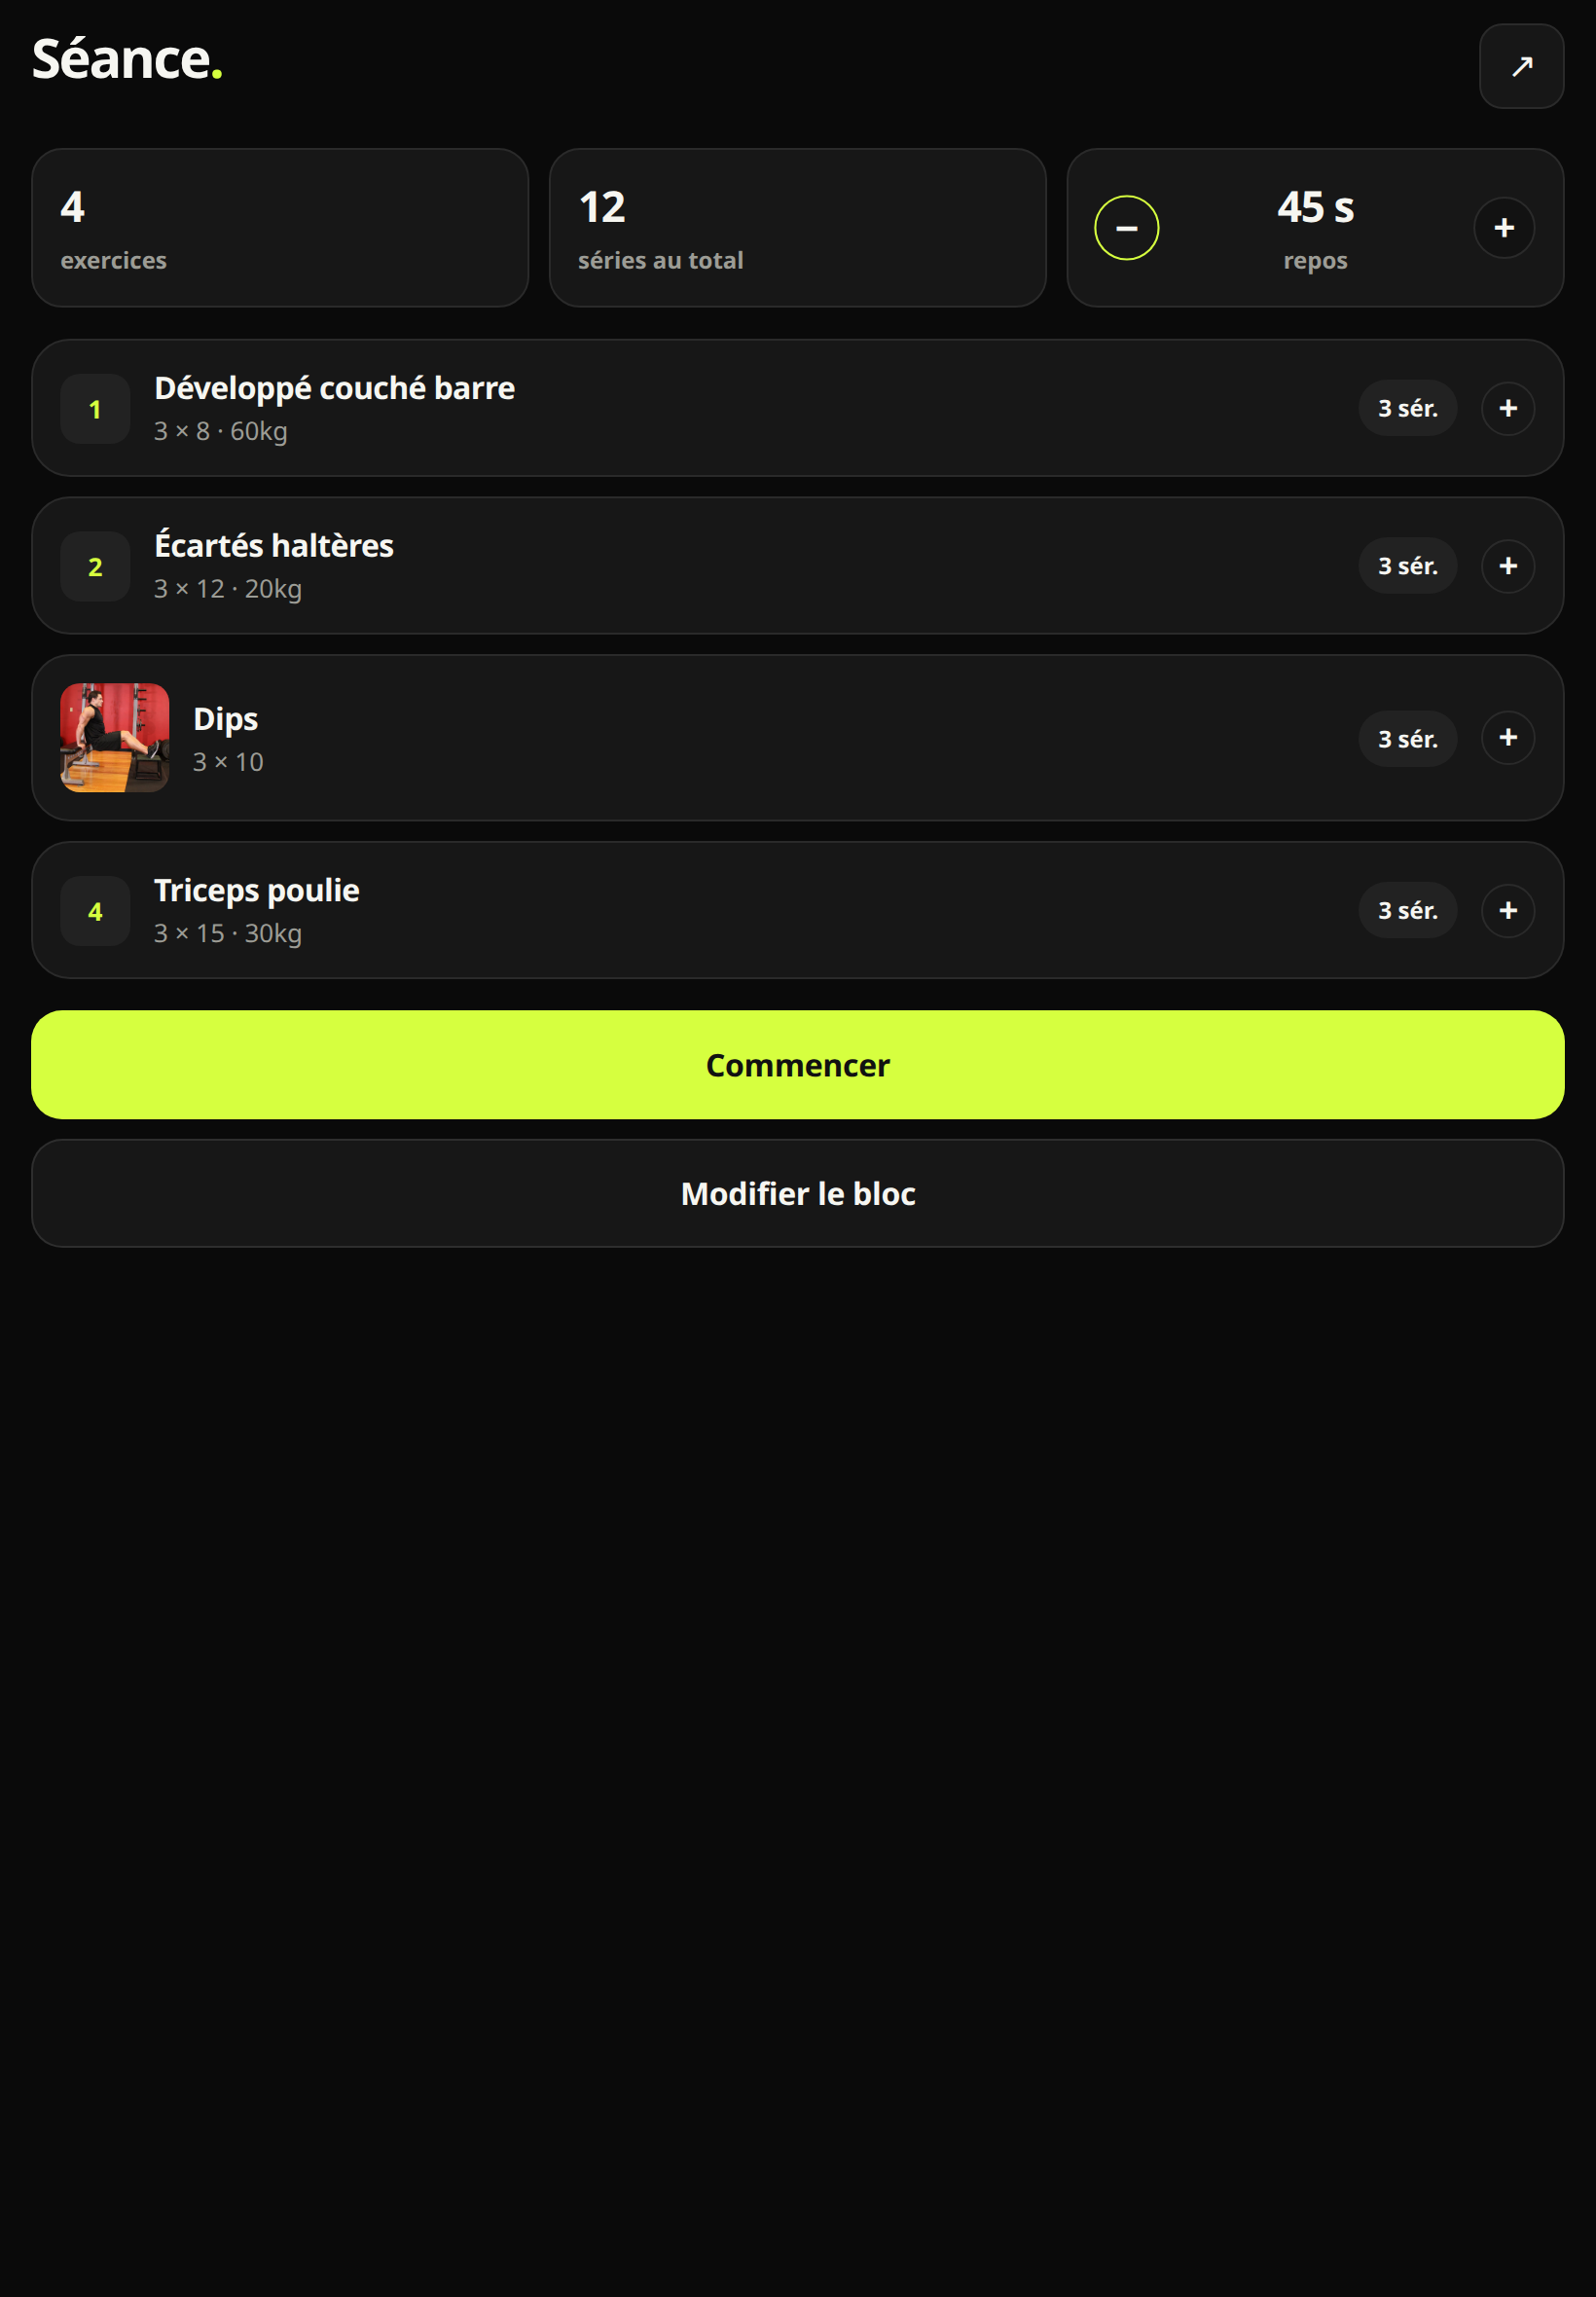 Séance.
↗
4
exercices
12
séries au total
−
45 s
repos
+
1
Développé couché barre
3 × 8 · 60kg
3 sér.
+
2
Écartés haltères
3 × 12 · 20kg
3 sér.
+
Dips
3 × 10
3 sér.
+
4
Triceps poulie
3 × 15 · 30kg
3 sér.
+
Commencer
Modifier le bloc